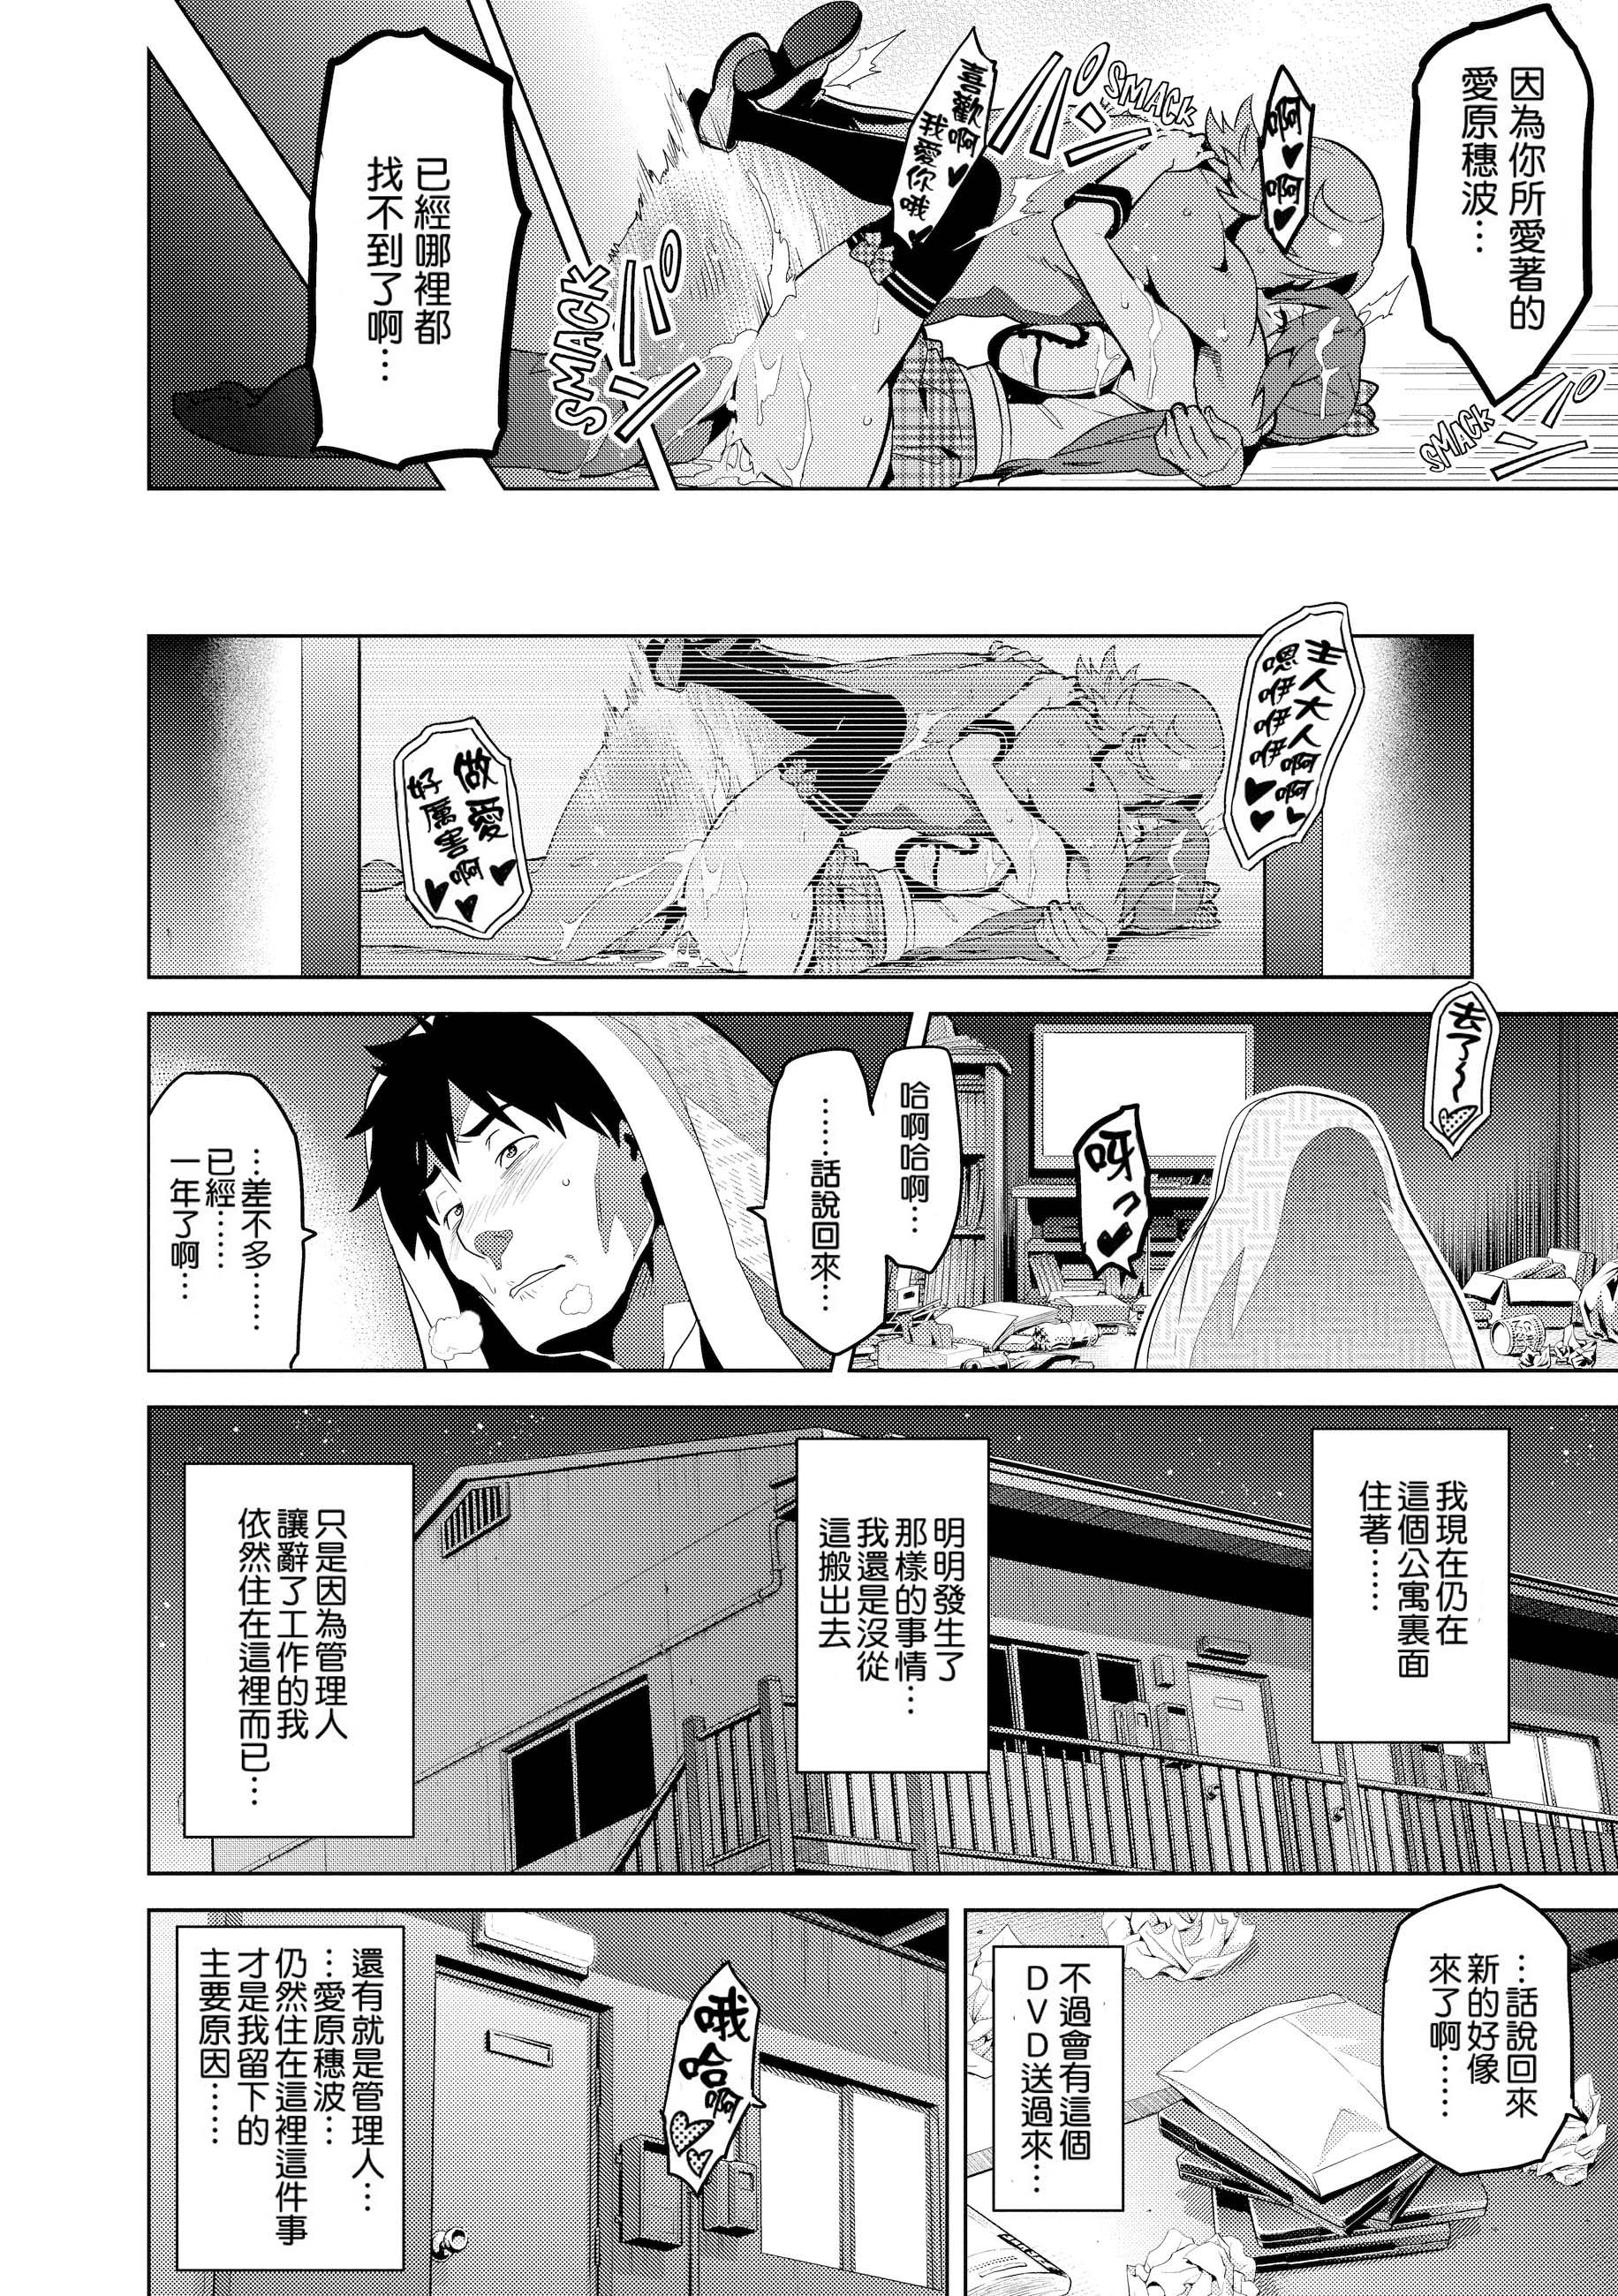 因為你所愛著的
愛原穗波…
啊♥啊♥
SMACK
喜歡啊♥
我愛你哦
SMACK
SMACK
已經哪裡都
找不到了啊…
主人大人啊啊♥
嗯咿咿咿咿♥♥
做愛
好厲害啊♥♥♥
去了~♥
呀♥
哈啊哈啊…
……話說回來…
…差不多……
已經……
一年了啊…
我現在仍在
這個公寓裏面
住著……
明明發生了
那樣的事情…
我還是沒從
這搬出去
只是因為管理人
讓辭了工作的我
依然住在這裡而已…
…話說回來
新的好像
來了啊……
不過會有這個
DVD送過來…
哦
哈啊♥♥
還有就是管理人…
…愛原穗波…
仍然住在這裡這件事
才是我留下的
主要原因……